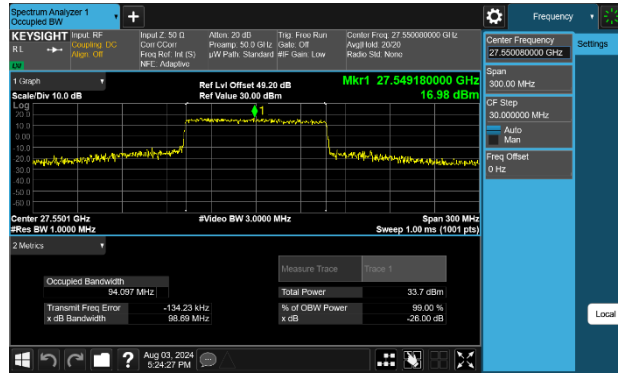 Spectrum Analyzer 1
Occupied BW
Frequency
KEYSIGHT Input: RF
RL
Coupling: DC
Align: Off
LXI
Input Z: 50 Ω
Corr CCorr
Freq Ref: Int (S)
NFE: Adaptive
Atten: 20 dB
Preamp: 50.0 GHz
µW Path: Standard
Trig: Free Run
Gate: Off
#IF Gain: Low
Center Freq: 27.550080000 GHz
Avg|Hold: 20/20
Radio Std: None
Center Frequency
27.550080000 GHz
Settings
Span
300.00 MHz
CF Step
30.000000 MHz
Auto
Man
Freq Offset
0 Hz
1 Graph
Scale/Div 10.0 dB
Ref Lvl Offset 49.20 dB
Ref Value 30.00 dBm
Mkr1 27.549180000 GHz
16.98 dBm
Log
20.0
10.0
0.00
-10.0
-20.0
-30.0
-40.0
-50.0
-60.0
1
Center 27.5501 GHz
#Res BW 1.0000 MHz
#Video BW 3.0000 MHz
Span 300 MHz
Sweep 1.00 ms (1001 pts)
2 Metrics
Measure Trace
Trace 1
Occupied Bandwidth
94.097 MHz
Total Power
33.7 dBm
Transmit Freq Error
-134.23 kHz
% of OBW Power
99.00 %
x dB Bandwidth
98.69 MHz
x dB
-26.00 dB
Local
Aug 03, 2024
5:24:27 PM